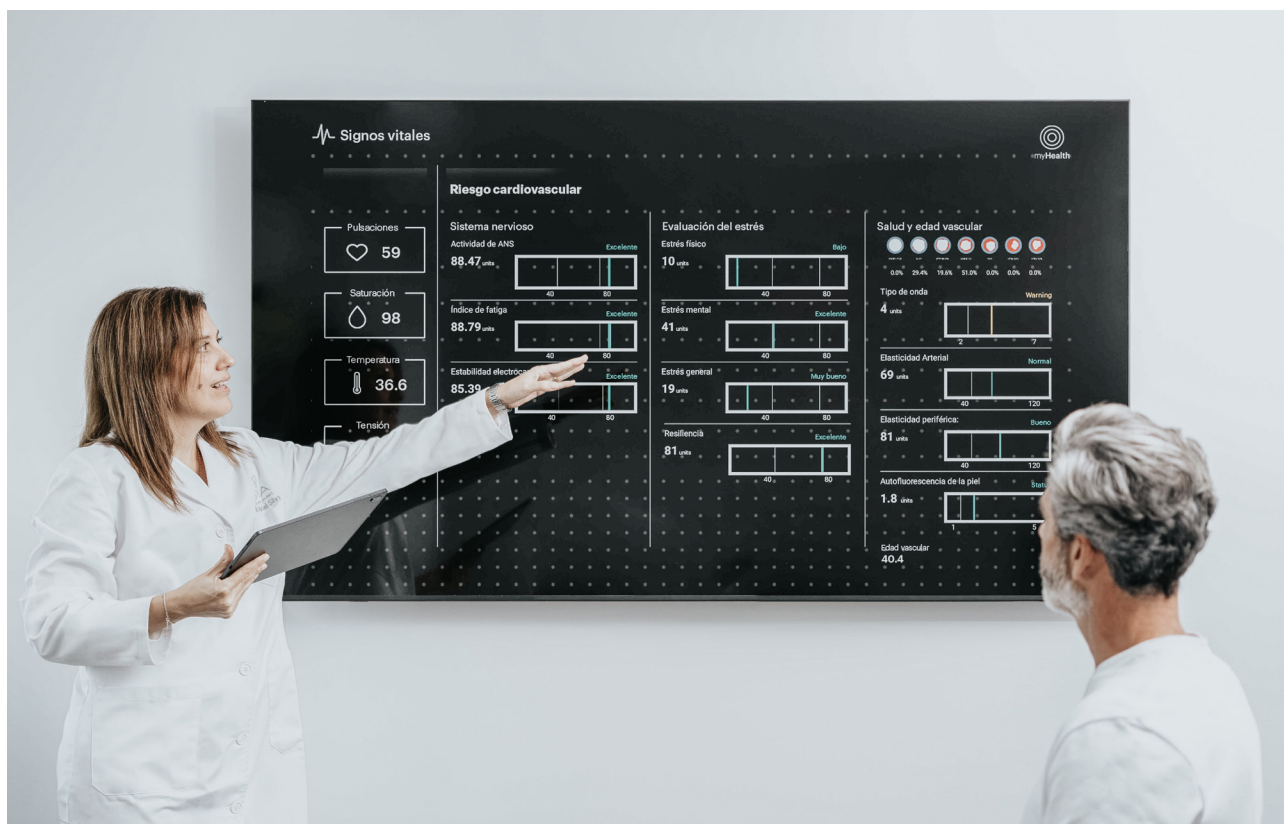 Signos vitales
myHealth
Riesgo cardiovascular
Pulsaciones
59
Saturación
98
Temperatura
36.6
Tensión
Sistema nervioso
Actividad de ANS
Excelente
88.47 units
40 80
Índice de fatiga
Excelente
88.79 units
40 80
Estabilidad
Excelente
85.39
40 80
Evaluación del estrés
Estrés físico
Bajo
10 units
40 80
Estrés mental
Excelente
41 units
40 80
Estrés general
Muy bueno
19 units
40 80
Resiliencia
Excelente
81 units
40 80
Salud y edad vascular
0.0% 29.4% 19.6% 51.0% 0.0% 0.0% 0.0%
Tipo de onda
Warning
4 units
2 7
Elasticidad Arterial
Normal
69 units
40 120
Elasticidad periférica:
Bueno
81 units
40 120
Autofluorescencia de la piel
1.8 units
1 5
Edad vascular
40.4